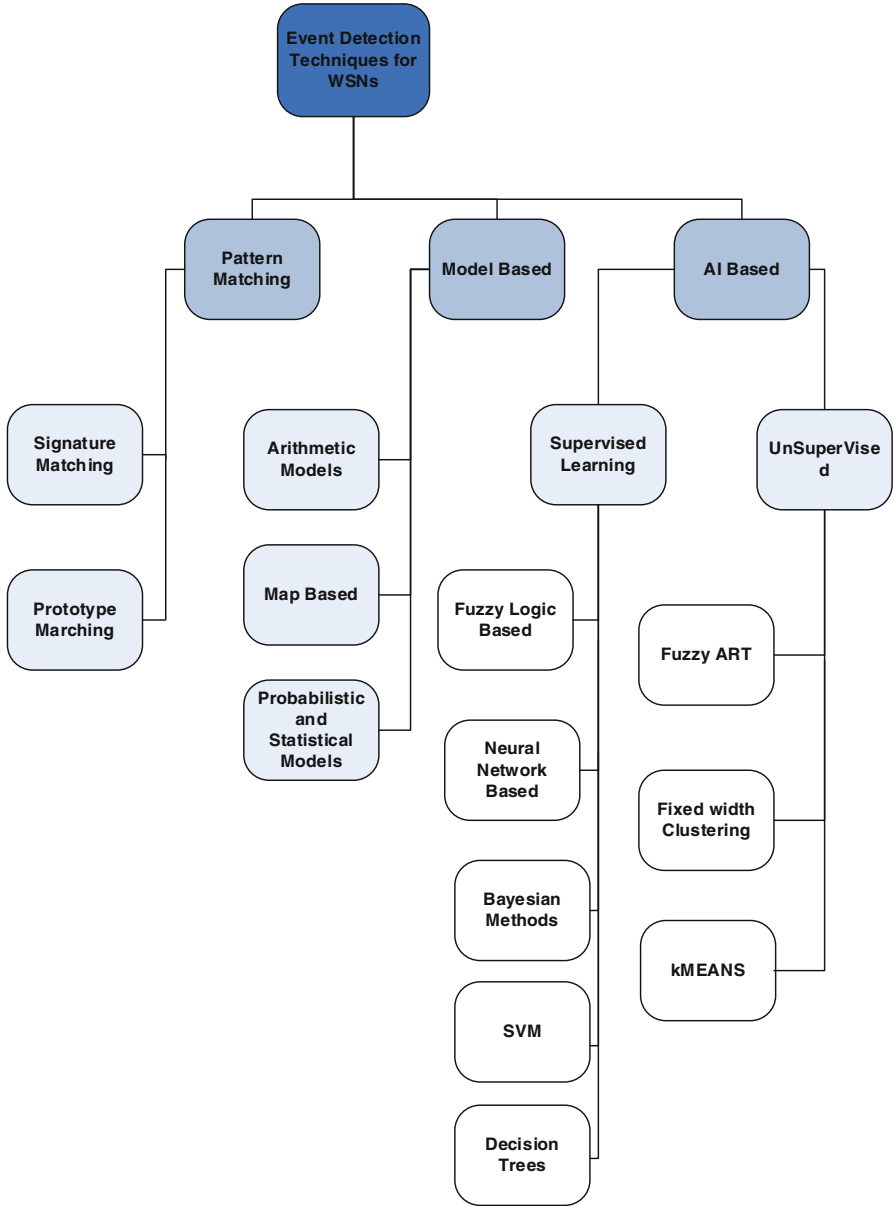 Event Detection
Techniques for
WSNs
Pattern
Matching
Model Based
AI Based
Signature
Matching
Arithmetic
Models
Supervised
Learning
UnSuperVise
d
Prototype
Marching
Map Based
Fuzzy Logic
Based
Fuzzy ART
Probabilistic
and
Statistical
Models
Neural
Network
Based
Fixed width
Clustering
Bayesian
Methods
kMEANS
SVM
Decision
Trees